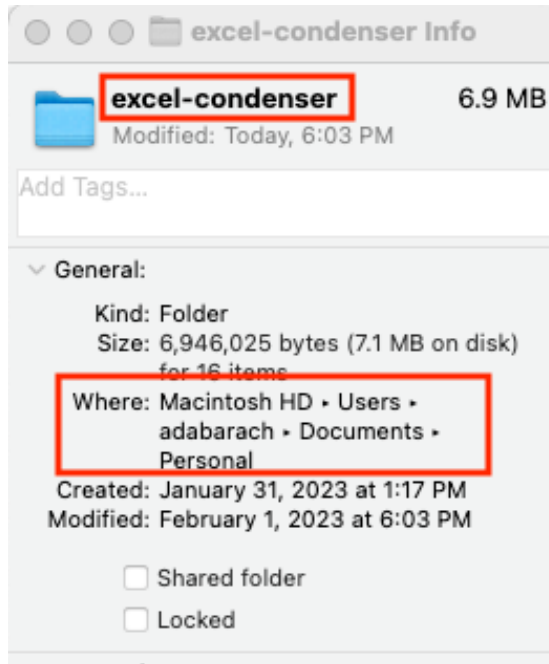 excel-condenser Info
excel-condenser 6.9 MB
Modified: Today, 6:03 PM
Add Tags...
General:
Kind: Folder
Size: 6,946,025 bytes (7.1 MB on disk)
for 16 items
Where: Macintosh HD ▸ Users ▸
adabarach ▸ Documents ▸
Personal
Created: January 31, 2023 at 1:17 PM
Modified: February 1, 2023 at 6:03 PM
Shared folder
Locked